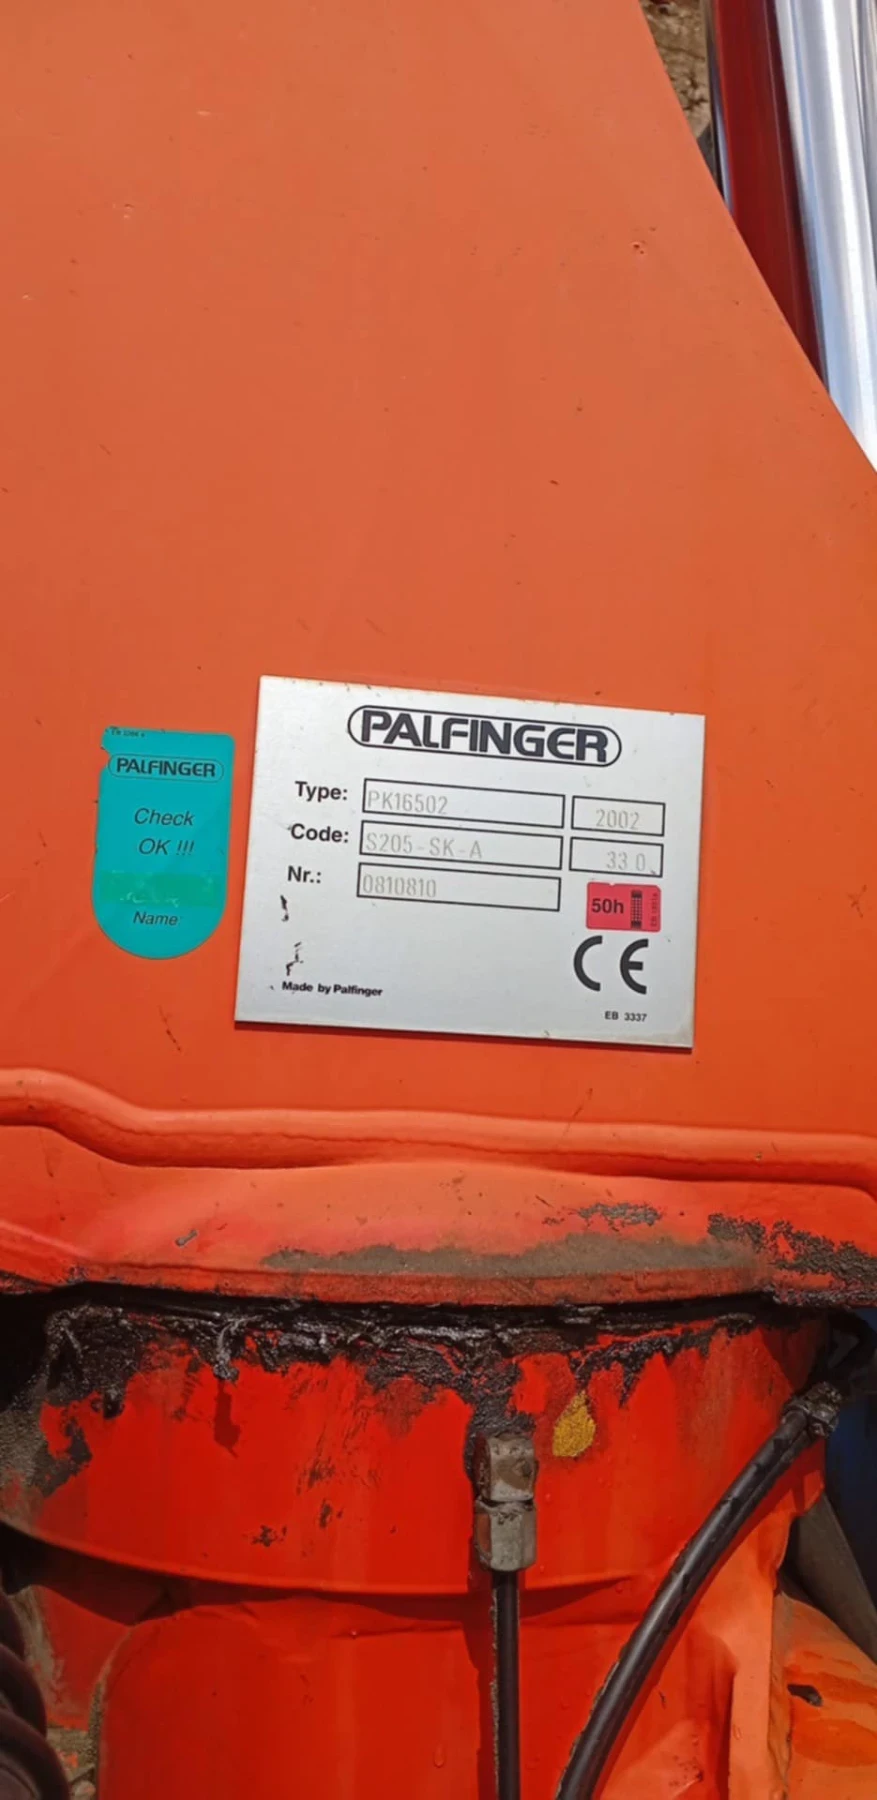 PALFINGER
Check
OK !!!
Name:
PALFINGER
Type: PK16502 2002
Code: S205-SK-A 33.0
Nr.: 0810810
50h
CE
Made by Palfinger
EB 3337